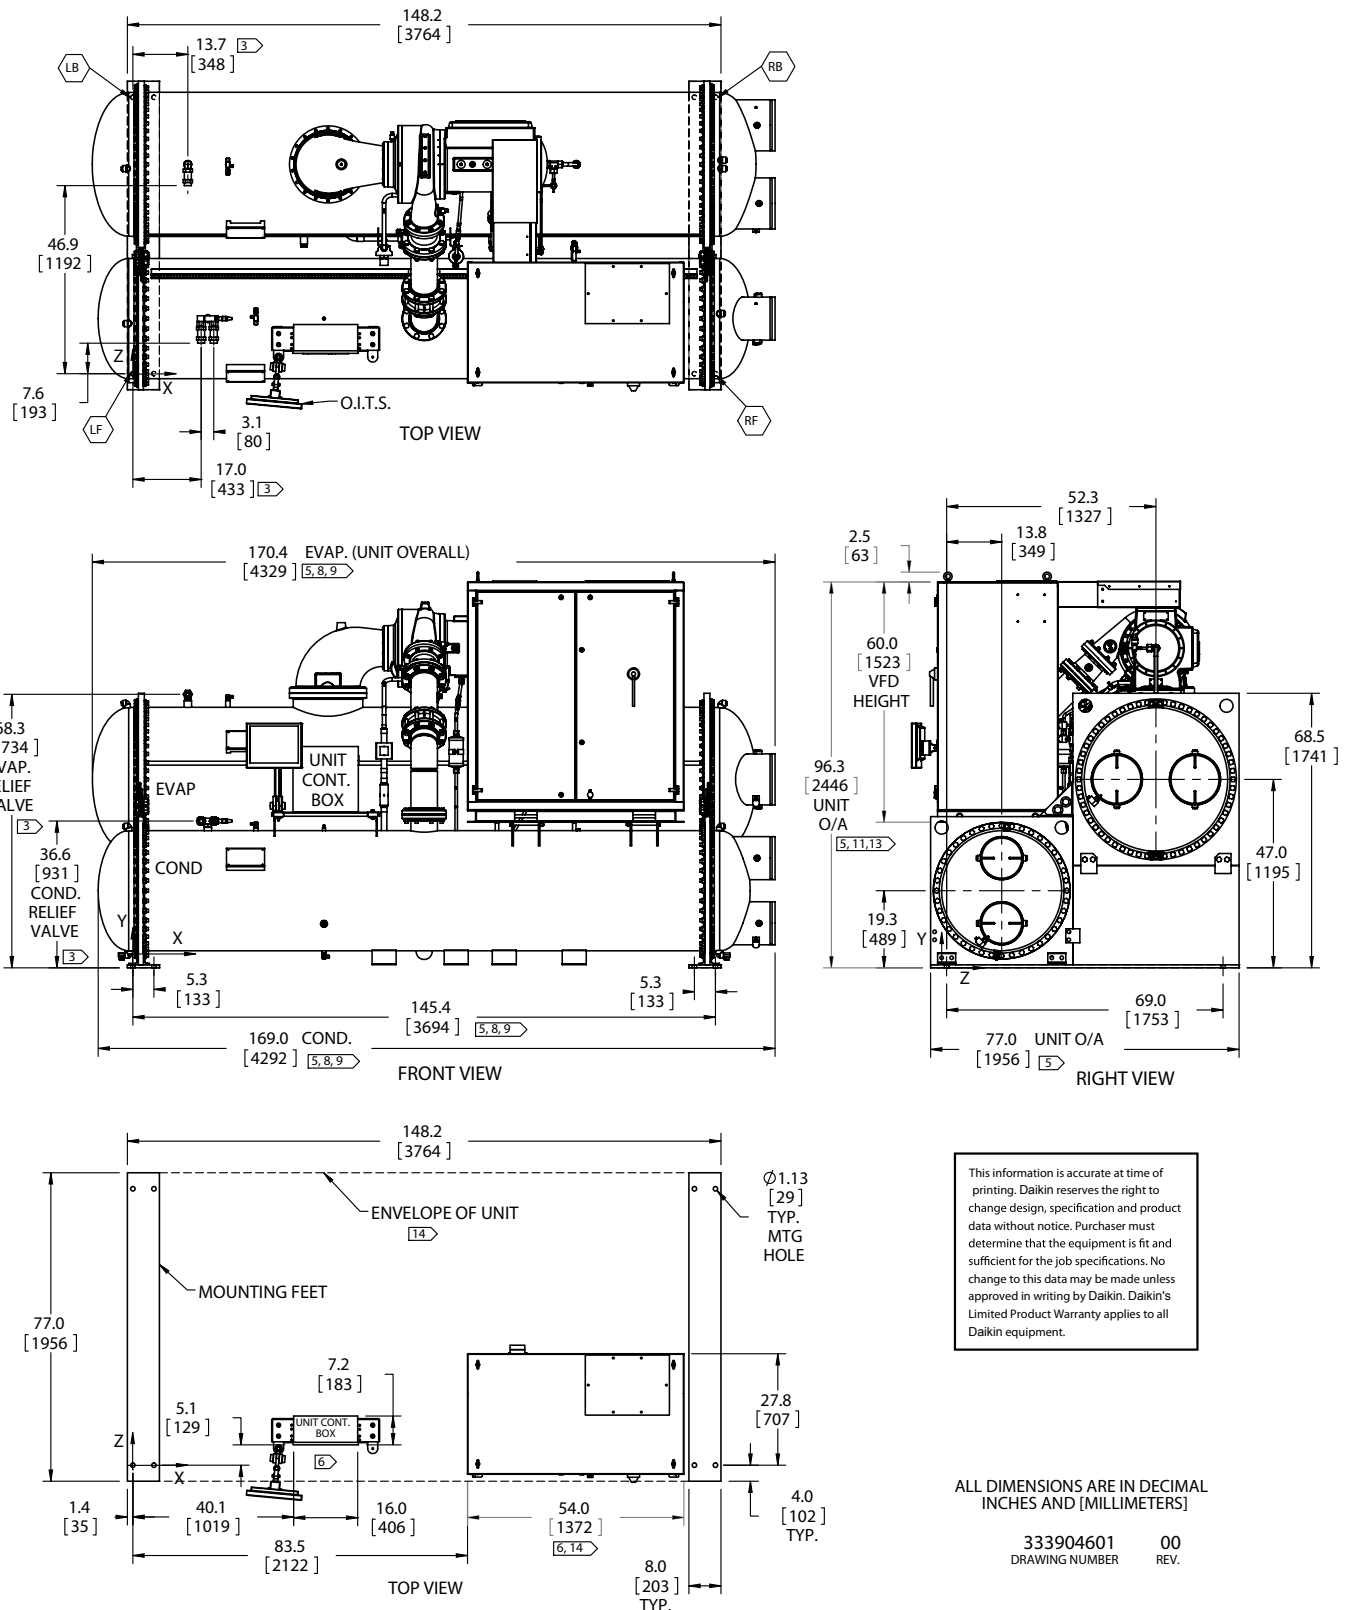 148.2
[3764]
13.7 3
[348]
LB
RB
46.9
[1192]
Z
X
7.6
[193]
LF
O.I.T.S.
RF
3.1
[80]
TOP VIEW
17.0
[433] 3
170.4 EVAP. (UNIT OVERALL)
[4329] 5, 8, 9
UNIT
CONT.
BOX
EVAP
COND
36.6
[931]
COND.
RELIEF
VALVE
3
3
Y
X
5.3
[133]
5.3
[133]
145.4
[3694] 5, 8, 9
169.0 COND.
[4292] 5, 8, 9
FRONT VIEW
52.3
[1327]
13.8
[349]
2.5
[63]
60.0
[1523]
VFD
HEIGHT
96.3
[2446]
UNIT
O/A
5, 11, 13
68.5
[1741]
47.0
[1195]
19.3
[489]
Y
Z
69.0
[1753]
77.0 UNIT O/A
[1956] 5
RIGHT VIEW
148.2
[3764]
ENVELOPE OF UNIT
14
Ø1.13
[29]
TYP.
MTG
HOLE
MOUNTING FEET
77.0
[1956]
7.2
[183]
5.1
[129]
UNIT CONT.
BOX
6
Z
X
27.8
[707]
1.4
[35]
40.1
[1019]
16.0
[406]
54.0
[1372]
6, 14
4.0
[102]
TYP.
83.5
[2122]
8.0
[203]
TYP.
TOP VIEW
This information is accurate at time of
printing. Daikin reserves the right to
change design, specification and product
data without notice. Purchaser must
determine that the equipment is fit and
sufficient for the job specifications. No
change to this data may be made unless
approved in writing by Daikin. Daikin's
Limited Product Warranty applies to all
Daikin equipment.
ALL DIMENSIONS ARE IN DECIMAL
INCHES AND [MILLIMETERS]
333904601 00
DRAWING NUMBER REV.